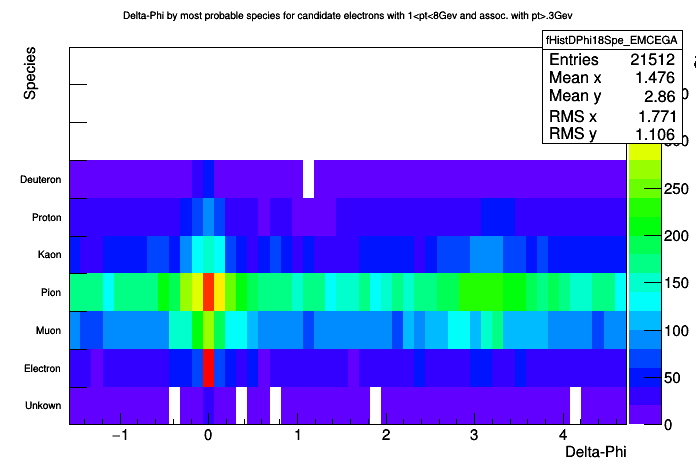 Delta-Phi by most probable species for candidate electrons with 1<pt<8Gev and assoc. with pt>.3Gev
fHistDPhi18Spe_EMCEGA
Entries 21512
Mean x 1.476
Mean y 2.86
RMS x 1.771
RMS y 1.106
Species
Deuteron
Proton
Kaon
Pion
Muon
Electron
Unkown
250
200
150
100
50
0
−1 0 1 2 3 4
Delta-Phi